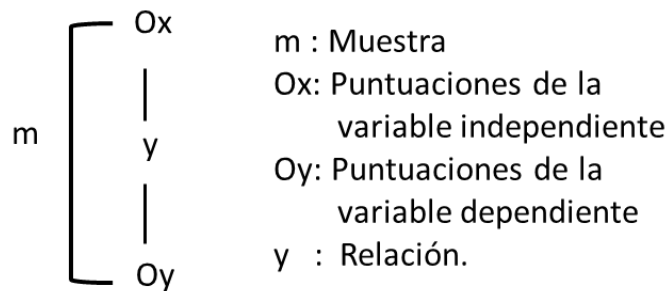 Ox
m
y
Oy
m : Muestra
Ox: Puntuaciones de la
variable independiente
Oy: Puntuaciones de la
variable dependiente
y : Relación.